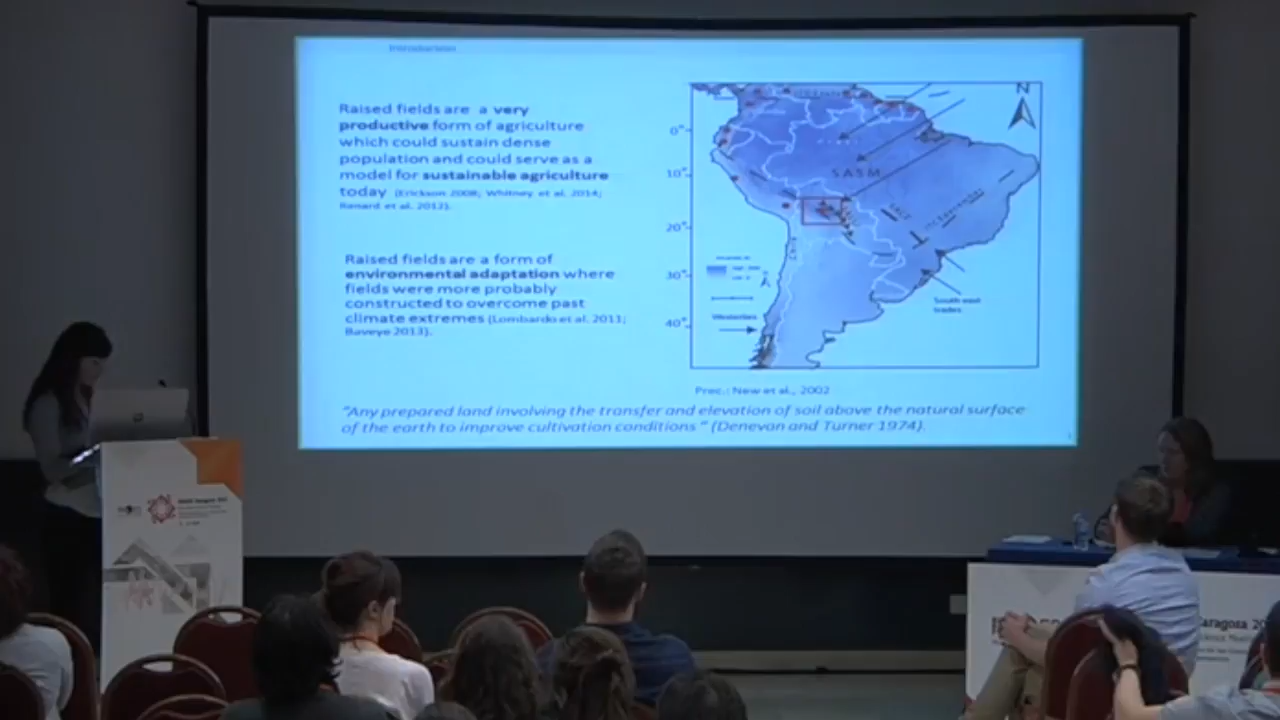 Introduction
Raised fields are a very
productive form of agriculture
which could sustain dense
population and could serve as a
model for sustainable agriculture
today (Erickson 2008; Whitney et al. 2014;
Renard et al. 2012).
Raised fields are a form of
environmental adaptation where
fields were more probably
constructed to overcome past
climate extremes (Lombardo et al. 2011;
Baveye 2013).
N
0°
10°
20°
30°
40°
SASM
SACZ
Westerlies
South east
trades
Prec.: New et al., 2002
"Any prepared land involving the transfer and elevation of soil above the natural surface
of the earth to improve cultivation conditions " (Denevan and Turner 1974).